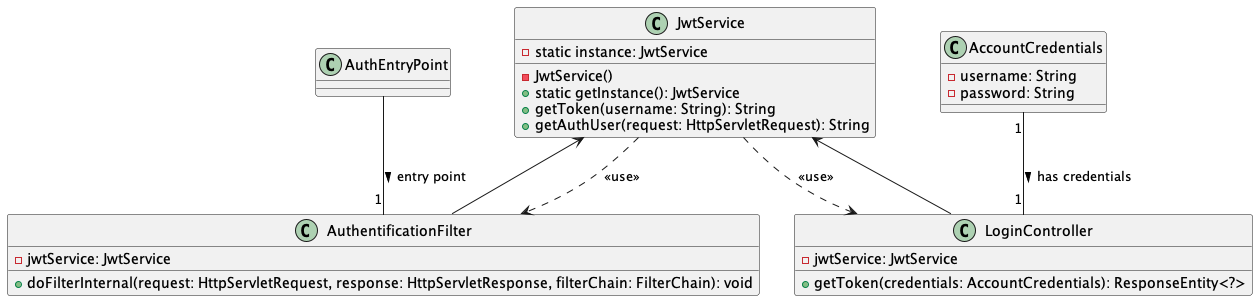 C JwtService
static instance: JwtService
JwtService()
static getInstance(): JwtService
getToken(username: String): String
getAuthUser(request: HttpServletRequest): String
C AuthEntryPoint
C AccountCredentials
username: String
password: String
1
entry point
«use»
«use»
has credentials
1
1
C AuthentificationFilter
jwtService: JwtService
doFilterInternal(request: HttpServletRequest, response: HttpServletResponse, filterChain: FilterChain): void
C LoginController
jwtService: JwtService
getToken(credentials: AccountCredentials): ResponseEntity<?>